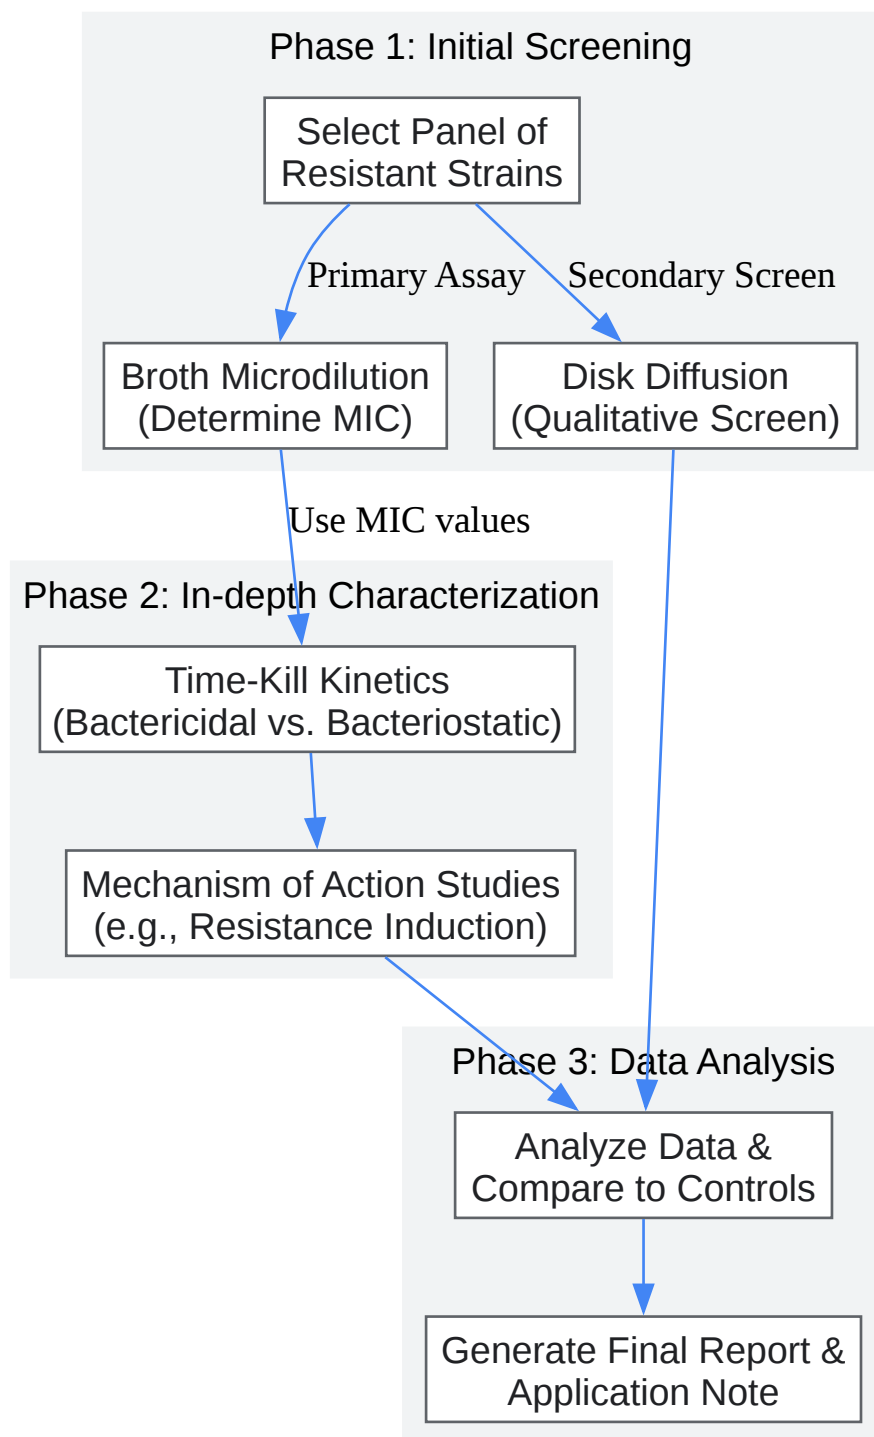 Phase 1: Initial Screening
Select Panel of
Resistant Strains
Primary Assay
Secondary Screen
Broth Microdilution
(Determine MIC)
Disk Diffusion
(Qualitative Screen)
Use MIC values
Phase 2: In-depth Characterization
Time-Kill Kinetics
(Bactericidal vs. Bacteriostatic)
Mechanism of Action Studies
(e.g., Resistance Induction)
Phase 3: Data Analysis
Analyze Data &
Compare to Controls
Generate Final Report &
Application Note